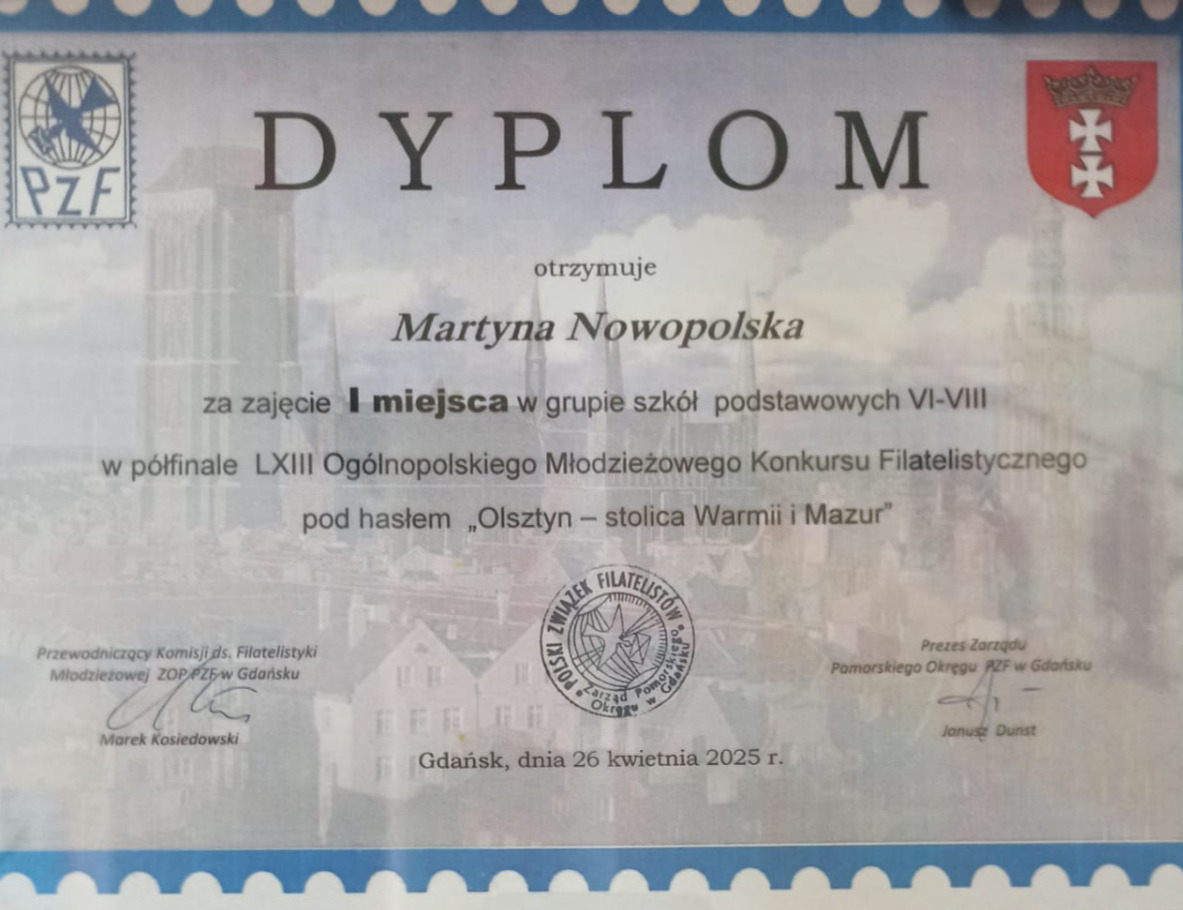 PZF
DYPLOM
otrzymuje
Martyna Nowopolska
za zajęcie I miejsca w grupie szkół podstawowych VI-VIII
w półfinale LXIII Ogólnopolskiego Młodzieżowego Konkursu Filatelistycznego
pod hasłem „Olsztyn – stolica Warmii i Mazur”
POLSKI ZWIĄZEK FILATELISTÓW
Zarząd Pomorskiego
Okręgu w Gdańsku
Przewodniczący Komisji ds. Filatelistyki
Młodzieżowej ZOP PZF w Gdańsku
Marek Kosiedowski
Prezes Zarządu
Pomorskiego Okręgu PZF w Gdańsku
Janusz Dunst
Gdańsk, dnia 26 kwietnia 2025 r.